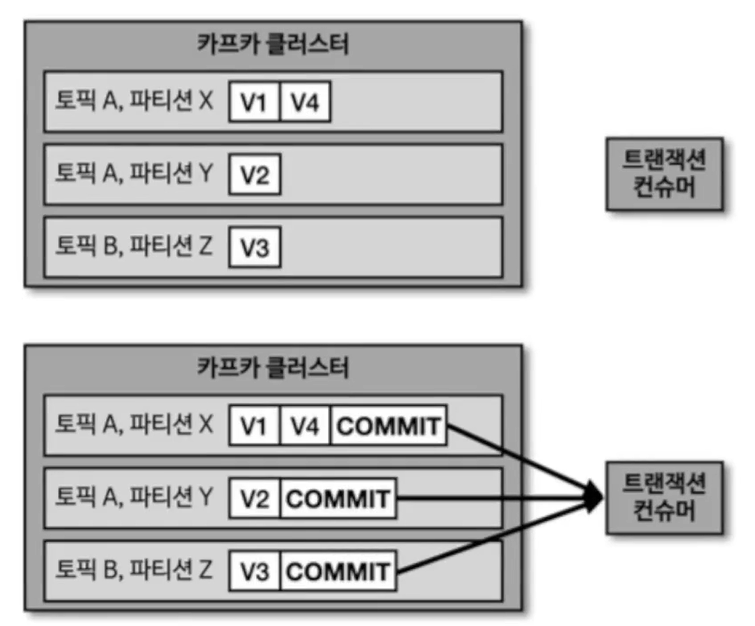 카프카 클러스터
토픽 A, 파티션 X V1 V4
토픽 A, 파티션 Y V2
토픽 B, 파티션 Z V3
트랜잭션
컨슈머
카프카 클러스터
토픽 A, 파티션 X V1 V4 COMMIT
토픽 A, 파티션 Y V2 COMMIT
토픽 B, 파티션 Z V3 COMMIT
트랜잭션
컨슈머